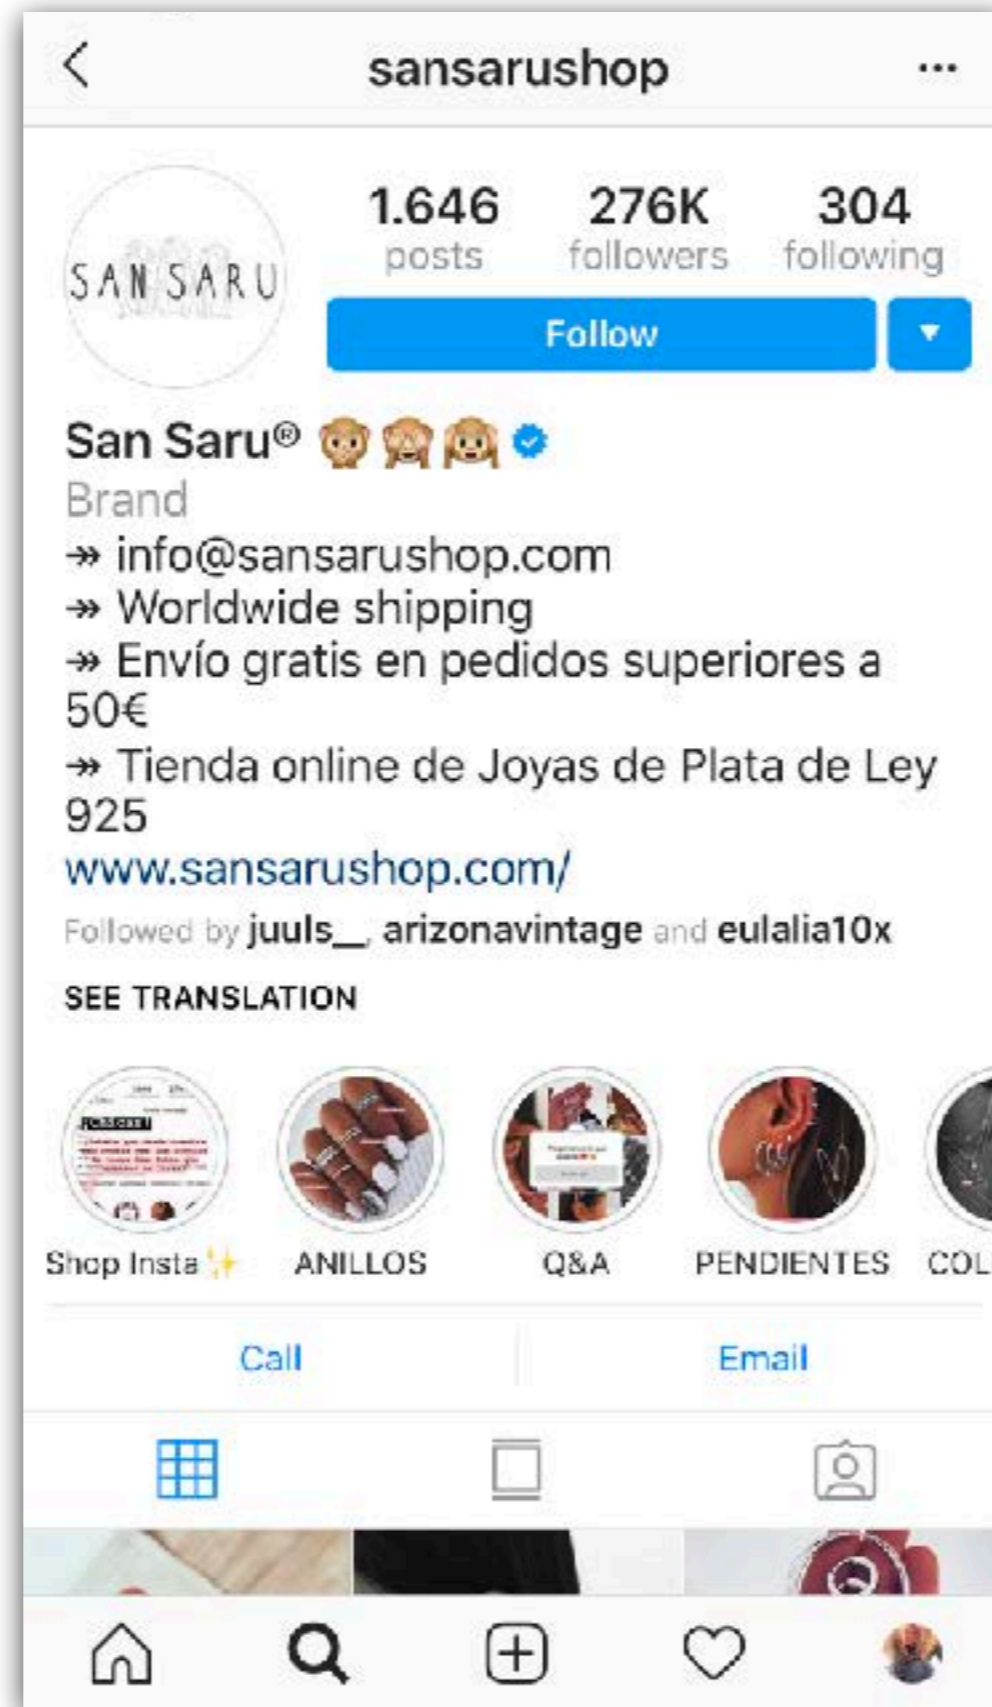 sansarushop
1.646 276K 304
posts followers following
SAN SARU
Follow
San Saru®
Brand
↠ info@sansarushop.com
↠ Worldwide shipping
↠ Envío gratis en pedidos superiores a
50€
↠ Tienda online de Joyas de Plata de Ley
925
www.sansarushop.com/
Followed by juuls__, arizonavintage and eulalia10x
SEE TRANSLATION
Shop Insta✨ ANILLOS Q&A PENDIENTES COL
Call Email